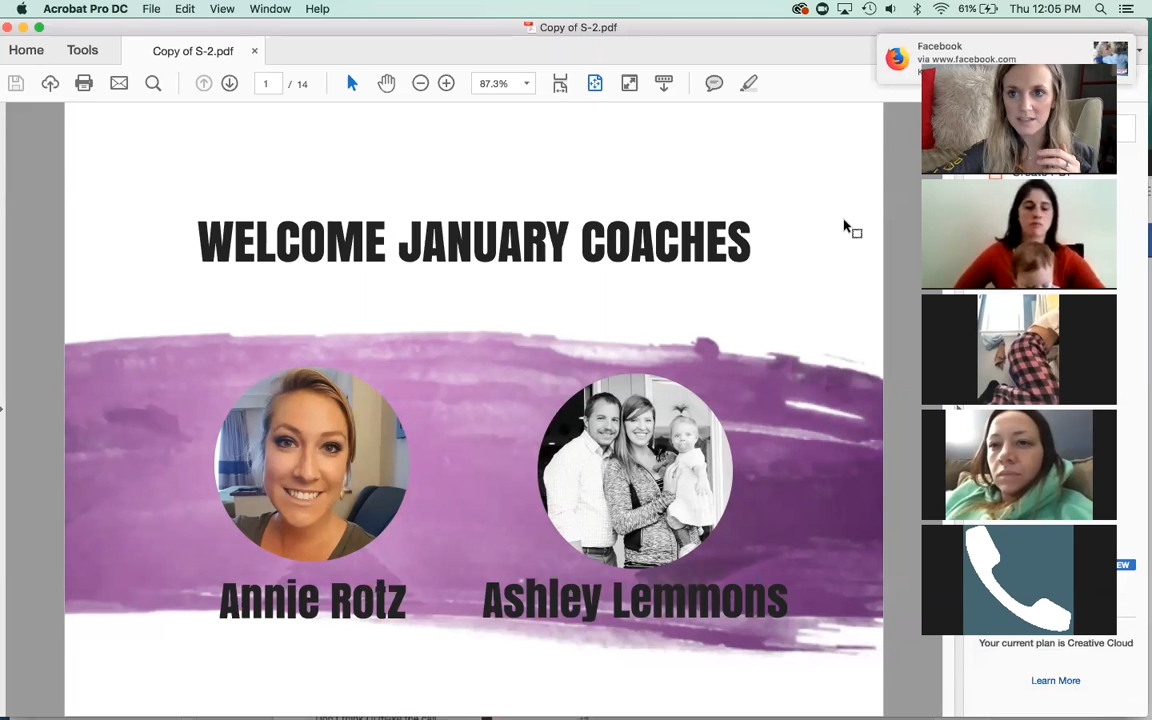 Acrobat Pro DC File Edit View Window Help 61% Thu 12:05 PM
Copy of S-2.pdf
Home Tools Copy of S-2.pdf ×
Facebook
via www.facebook.com
1 / 14 87.3%
WELCOME JANUARY COACHES
Annie Rotz Ashley Lemmons
Your current plan is Creative Cloud
Learn More